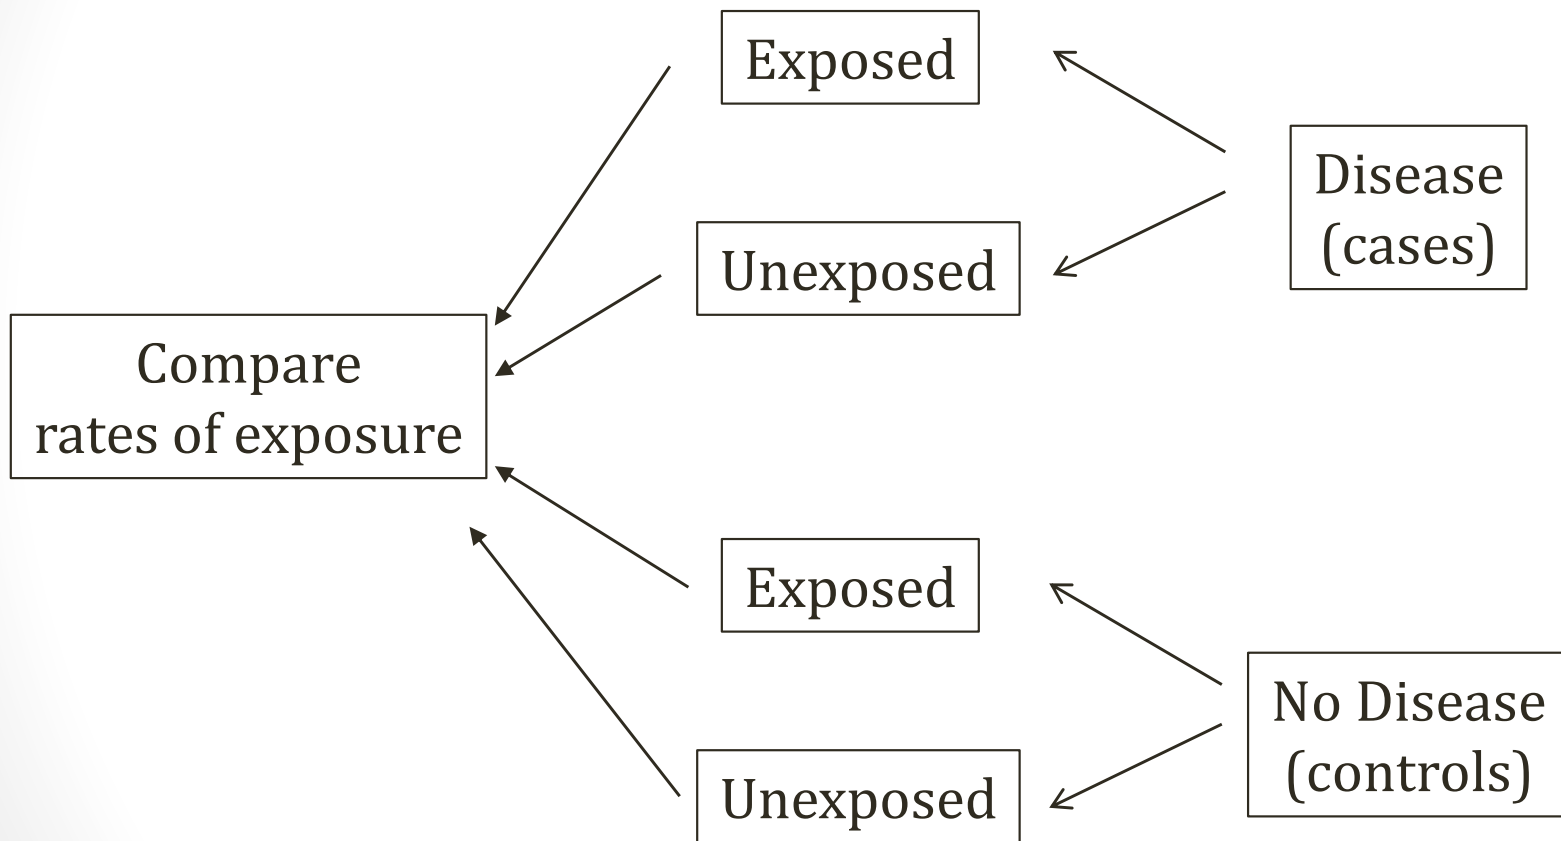 Exposed
Disease
(cases)
Unexposed
Compare
rates of exposure
Exposed
No Disease
(controls)
Unexposed